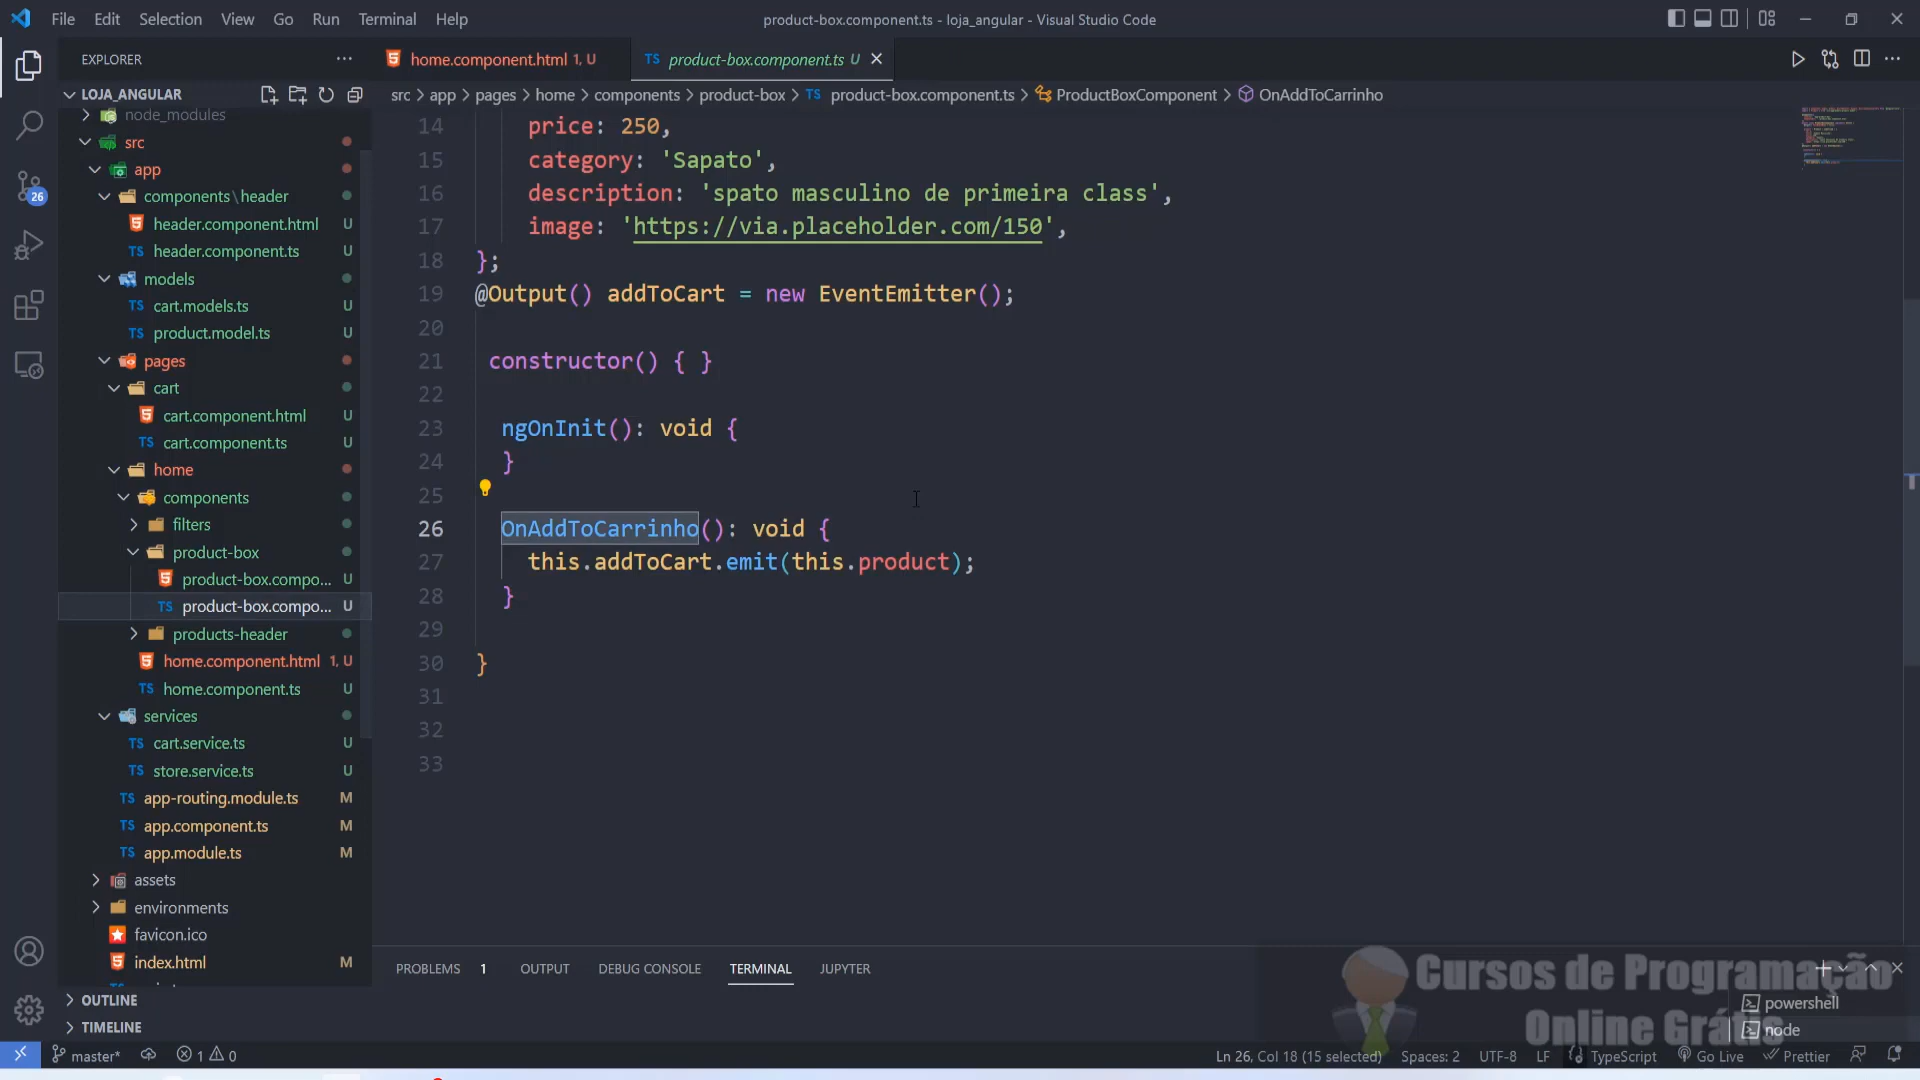 File Edit Selection View Go Run Terminal Help
product-box.component.ts - loja_angular - Visual Studio Code
EXPLORER
home.component.html 1, U
TS product-box.component.ts U
LOJA_ANGULAR
src > app > pages > home > components > product-box > TS product-box.component.ts > ProductBoxComponent > OnAddToCarrinho
node_modules
src
app
components\header
header.component.html U
TS header.component.ts U
models
TS cart.models.ts U
TS product.model.ts U
pages
cart
cart.component.html U
TS cart.component.ts U
home
components
filters
product-box
product-box.compo... U
TS product-box.compo... U
products-header
home.component.html 1, U
TS home.component.ts U
services
TS cart.service.ts U
TS store.service.ts U
TS app-routing.module.ts M
TS app.component.ts M
TS app.module.ts M
assets
environments
favicon.ico
index.html M
OUTLINE
TIMELINE
26
14 price: 250,
15 category: 'Sapato',
16 description: 'spato masculino de primeira class',
17 image: 'https://via.placeholder.com/150',
18 };
19 @Output() addToCart = new EventEmitter();
20
21 constructor() { }
22
23 ngOnInit(): void {
24 }
25
26 OnAddToCarrinho(): void {
27 this.addToCart.emit(this.product);
28 }
29
30 }
31
32
33
PROBLEMS 1 OUTPUT DEBUG CONSOLE TERMINAL JUPYTER
Cursos de Programação
Online Grátis
powershell
node
master* 1 0
Ln 26, Col 18 (15 selected) Spaces: 2 UTF-8 LF TypeScript Go Live Prettier